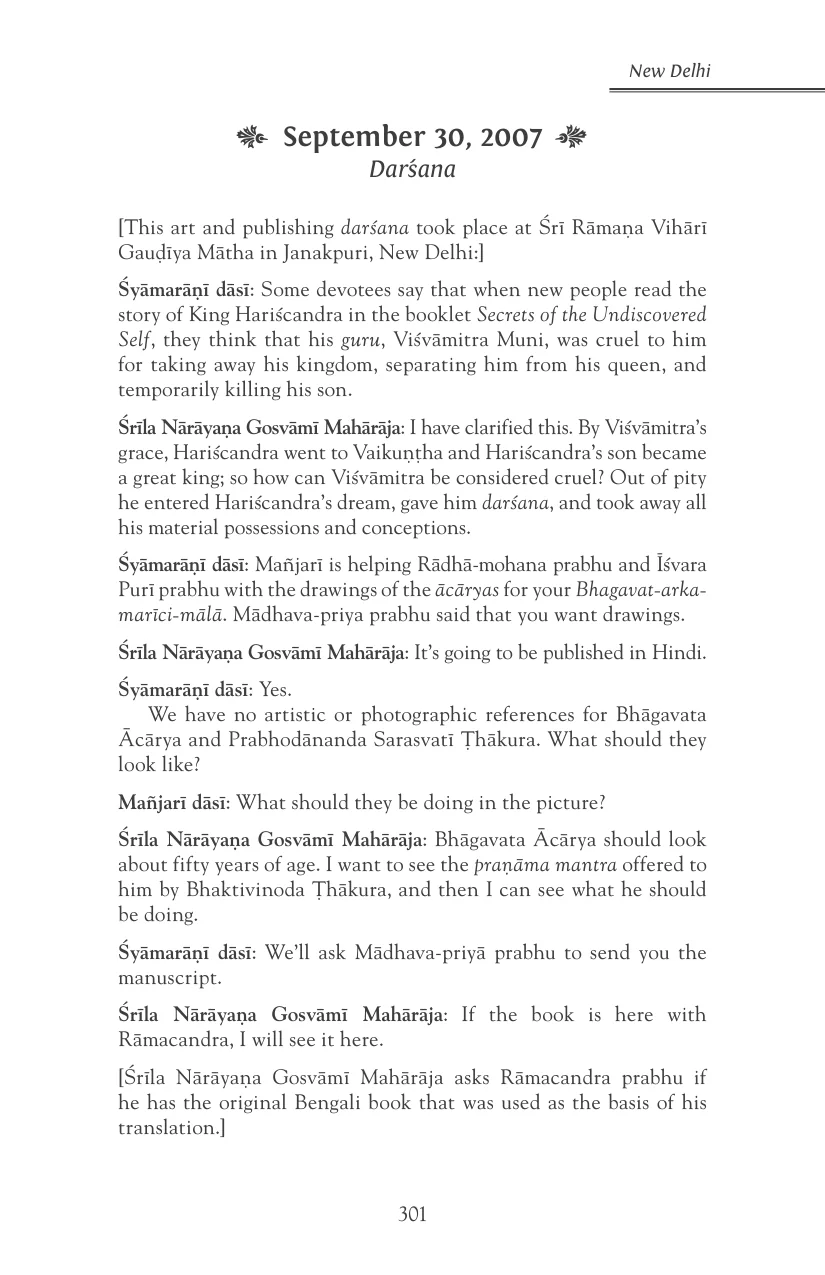 New Delhi
September 30, 2007
Darśana
[This art and publishing darśana took place at Śrī Rāmaṇa Vihārī
Gauḍīya Mātha in Janakpuri, New Delhi:]
Śyāmarāṇī dāsī: Some devotees say that when new people read the
story of King Hariścandra in the booklet Secrets of the Undiscovered
Self, they think that his guru, Viśvāmitra Muni, was cruel to him
for taking away his kingdom, separating him from his queen, and
temporarily killing his son.
Śrīla Nārāyaṇa Gosvāmī Mahārāja: I have clarified this. By Viśvāmitra's
grace, Hariścandra went to Vaikuṇṭha and Hariścandra's son became
a great king; so how can Viśvāmitra be considered cruel? Out of pity
he entered Hariścandra's dream, gave him darśana, and took away all
his material possessions and conceptions.
Śyāmarāṇī dāsī: Mañjarī is helping Rādhā-mohana prabhu and Īśvara
Purī prabhu with the drawings of the ācāryas for your Bhagavat-arka-
marīci-mālā. Mādhava-priya prabhu said that you want drawings.
Śrīla Nārāyaṇa Gosvāmī Mahārāja: It's going to be published in Hindi.
Śyāmarāṇī dāsī: Yes.
We have no artistic or photographic references for Bhāgavata
Ācārya and Prabhodānanda Sarasvatī Ṭhākura. What should they
look like?
Mañjarī dāsī: What should they be doing in the picture?
Śrīla Nārāyaṇa Gosvāmī Mahārāja: Bhāgavata Ācārya should look
about fifty years of age. I want to see the praṇāma mantra offered to
him by Bhaktivinoda Ṭhākura, and then I can see what he should
be doing.
Śyāmarāṇī dāsī: We'll ask Mādhava-priyā prabhu to send you the
manuscript.
Śrīla Nārāyaṇa Gosvāmī Mahārāja: If the book is here with
Rāmacandra, I will see it here.
[Śrīla Nārāyaṇa Gosvāmī Mahārāja asks Rāmacandra prabhu if
he has the original Bengali book that was used as the basis of his
translation.]
301